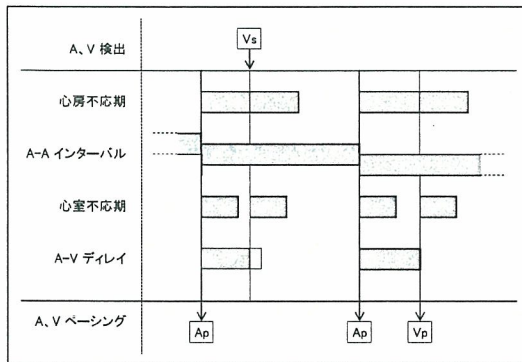 A、V 検出
Vs
心房不応期
A-A インターバル
心室不応期
A-V ディレイ
A、V ペーシング
Ap
Ap
Vp